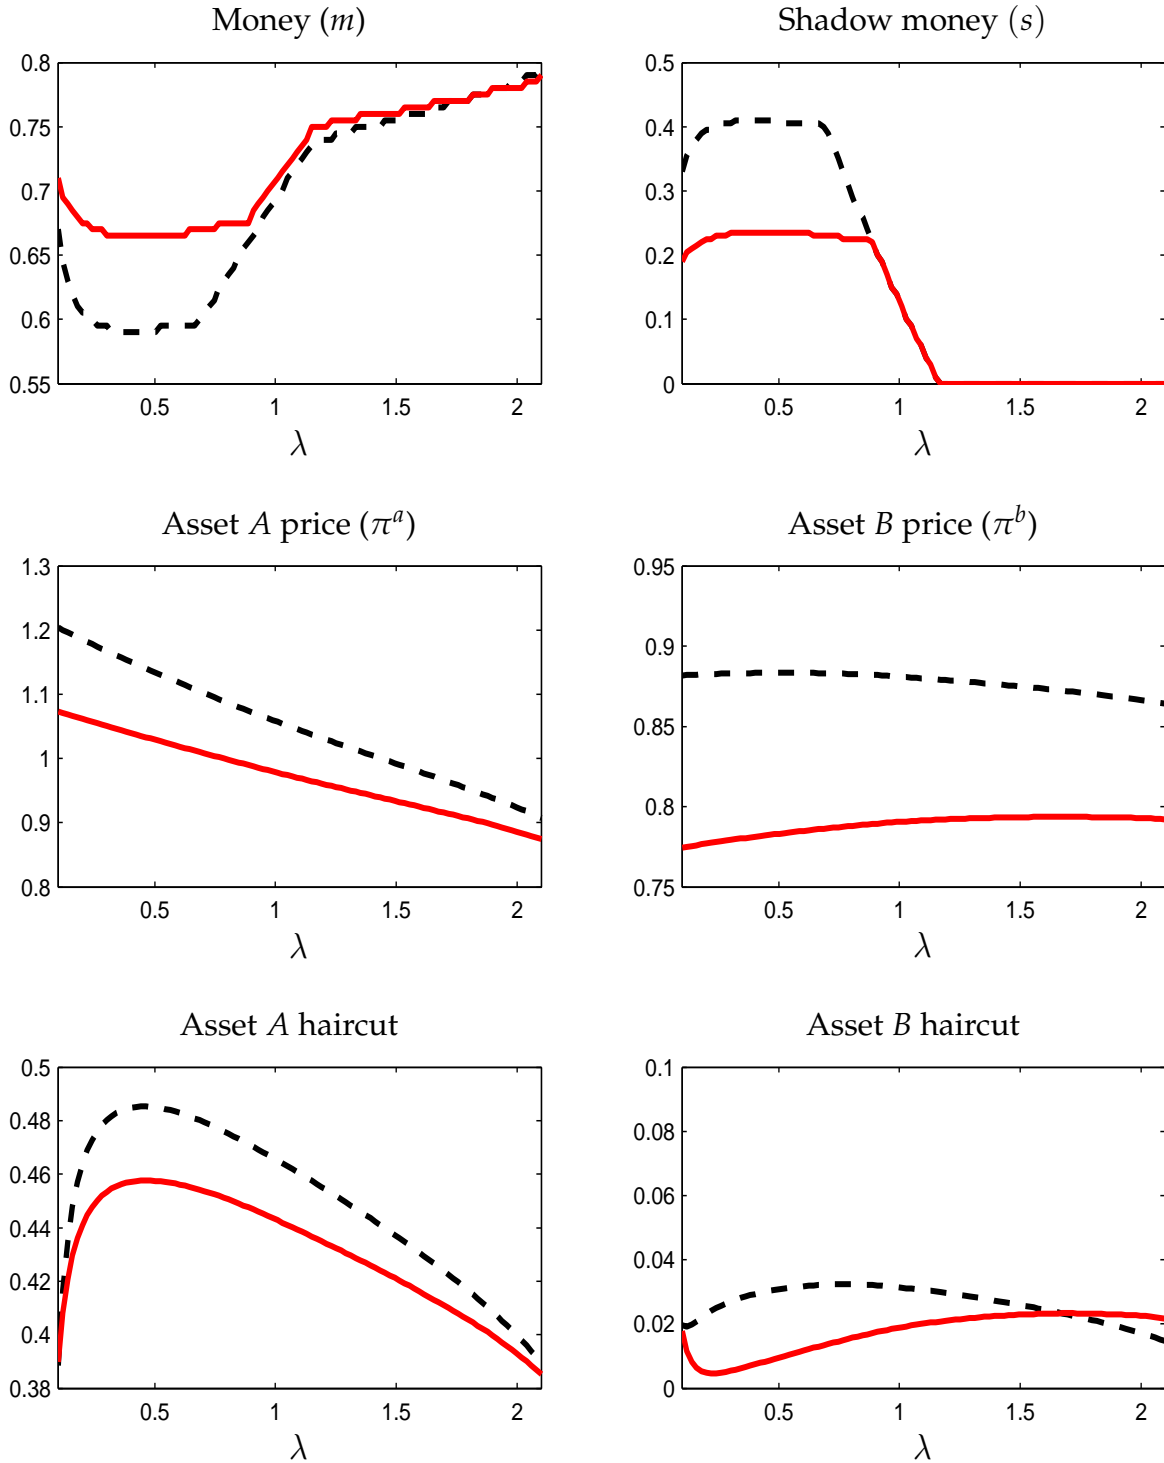 Money (m)
0.8
0.75
0.7
0.65
0.6
0.55
0.5 1 1.5 2
λ
Shadow money (s)
0.5
0.4
0.3
0.2
0.1
0
0.5 1 1.5 2
λ
Asset A price (π^a)
1.3
1.2
1.1
1
0.9
0.8
0.5 1 1.5 2
λ
Asset B price (π^b)
0.95
0.9
0.85
0.8
0.75
0.5 1 1.5 2
λ
Asset A haircut
0.5
0.48
0.46
0.44
0.42
0.4
0.38
0.5 1 1.5 2
λ
Asset B haircut
0.1
0.08
0.06
0.04
0.02
0
0.5 1 1.5 2
λ